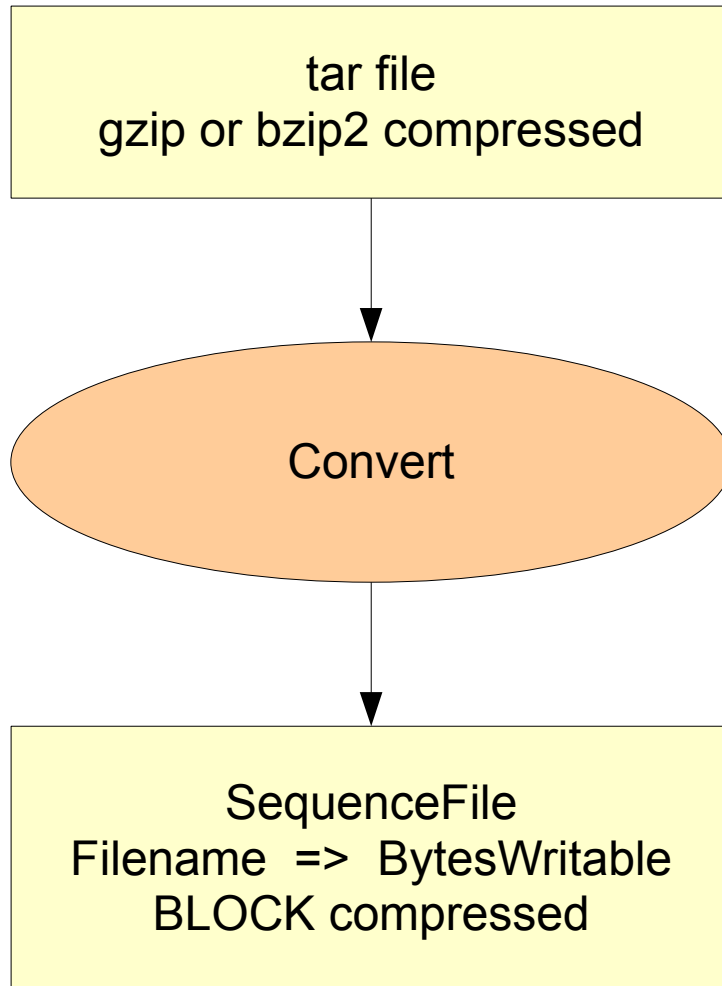 tar file
gzip or bzip2 compressed
Convert
SequenceFile
Filename => BytesWritable
BLOCK compressed